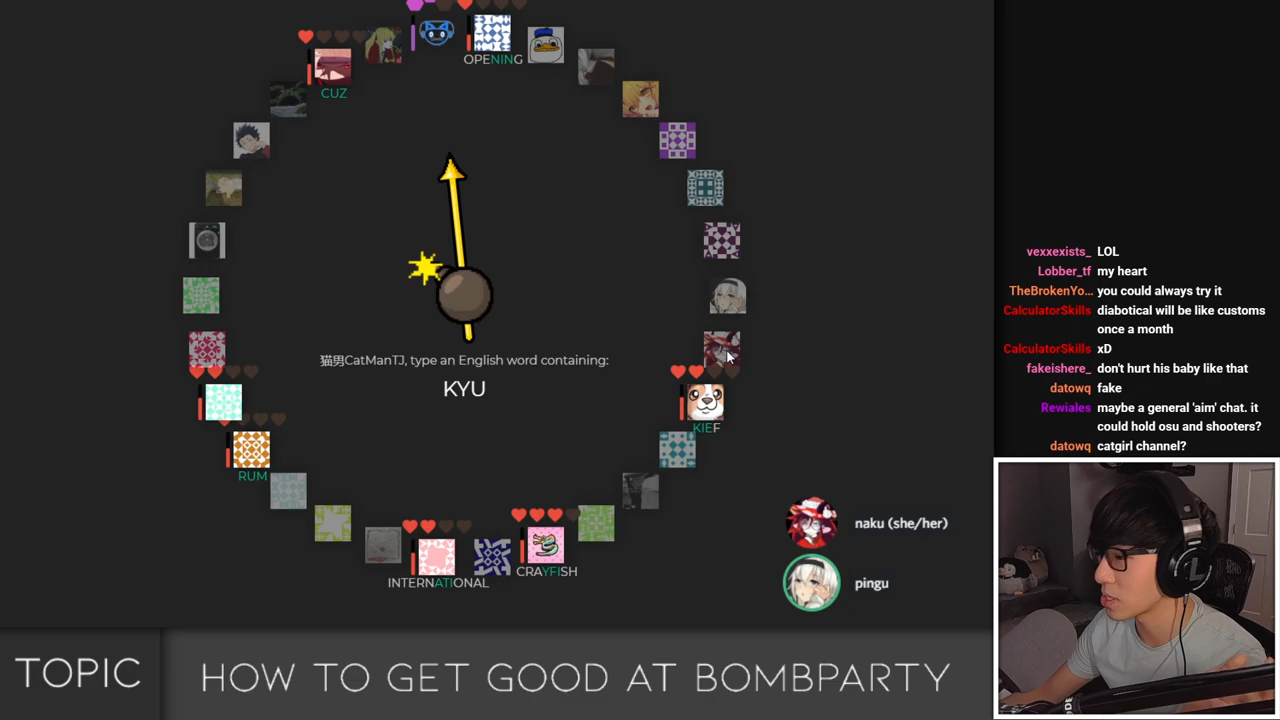 OPENING
CUZ
猫男CatManTJ, type an English word containing:
KYU
KIEF
RUM
CRAYFISH
INTERNATIONAL
naku (she/her)
pingu
TOPIC
HOW TO GET GOOD AT BOMBPARTY
vexxexists_ LOL
Lobber_tf my heart
TheBrokenYo... you could always try it
CalculatorSkills diabotical will be like customs
once a month
CalculatorSkills xD
fakeishere_ don't hurt his baby like that
datowq fake
Rewiales maybe a general 'aim' chat. it
could hold osu and shooters?
datowq catgirl channel?